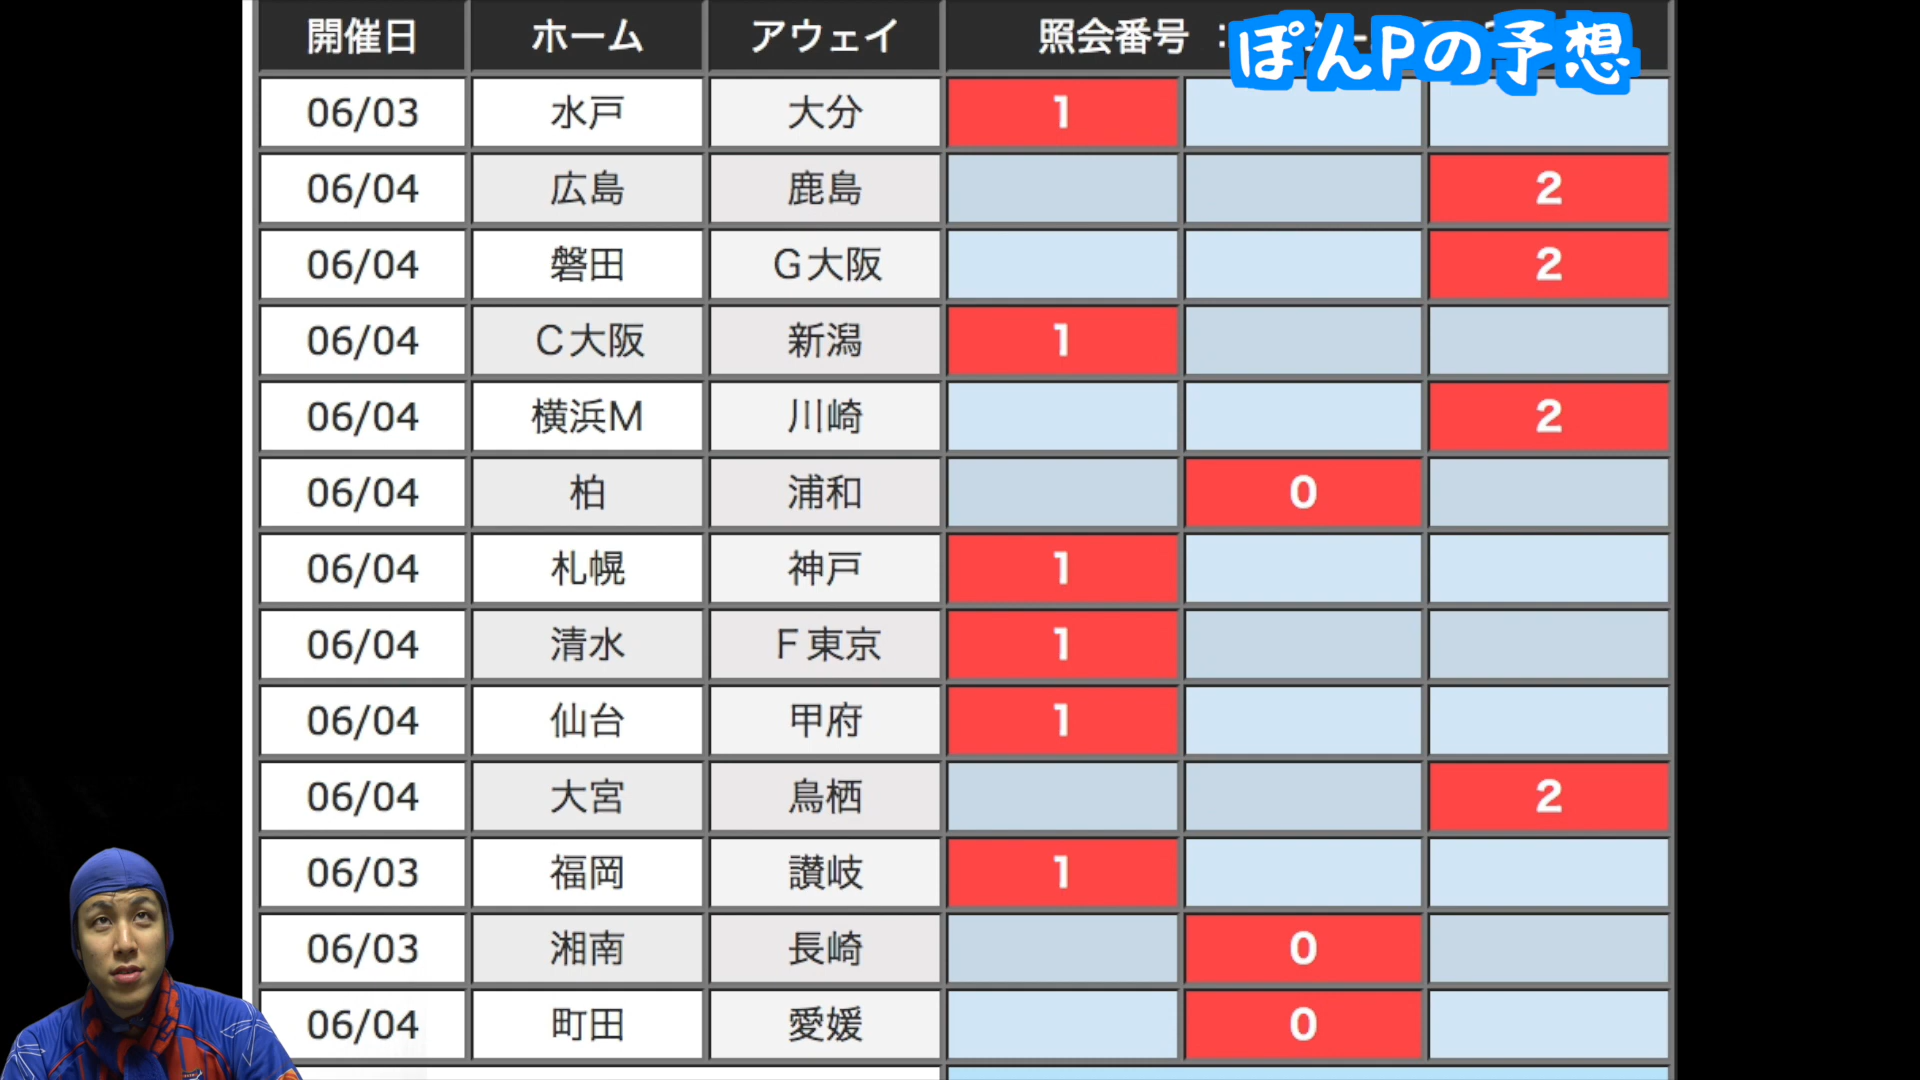 開催日 ホーム アウェイ 照会番号 :
ぽんPの予想
06/03 水戸 大分 1
06/04 広島 鹿島 2
06/04 磐田 G大阪 2
06/04 C大阪 新潟 1
06/04 横浜M 川崎 2
06/04 柏 浦和 0
06/04 札幌 神戸 1
06/04 清水 F東京 1
06/04 仙台 甲府 1
06/04 大宮 鳥栖 2
06/03 福岡 讃岐 1
06/03 湘南 長崎 0
06/04 町田 愛媛 0